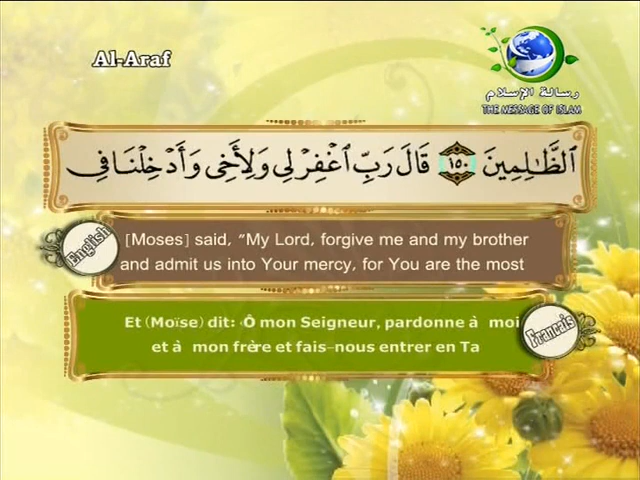 Al-Araf
رسالة الإسلام
THE MESSAGE OF ISLAM
ٱلظَّٰلِمِينَ ١٥٠ قَالَ رَبِّ ٱغْفِرْ لِى وَلِأَخِى وَأَدْخِلْنَا فِى
English
[Moses] said, "My Lord, forgive me and my brother
and admit us into Your mercy, for You are the most
Et (Moïse) dit: ‹Ô mon Seigneur, pardonne à moi
et à mon frère et fais-nous entrer en Ta
Francais